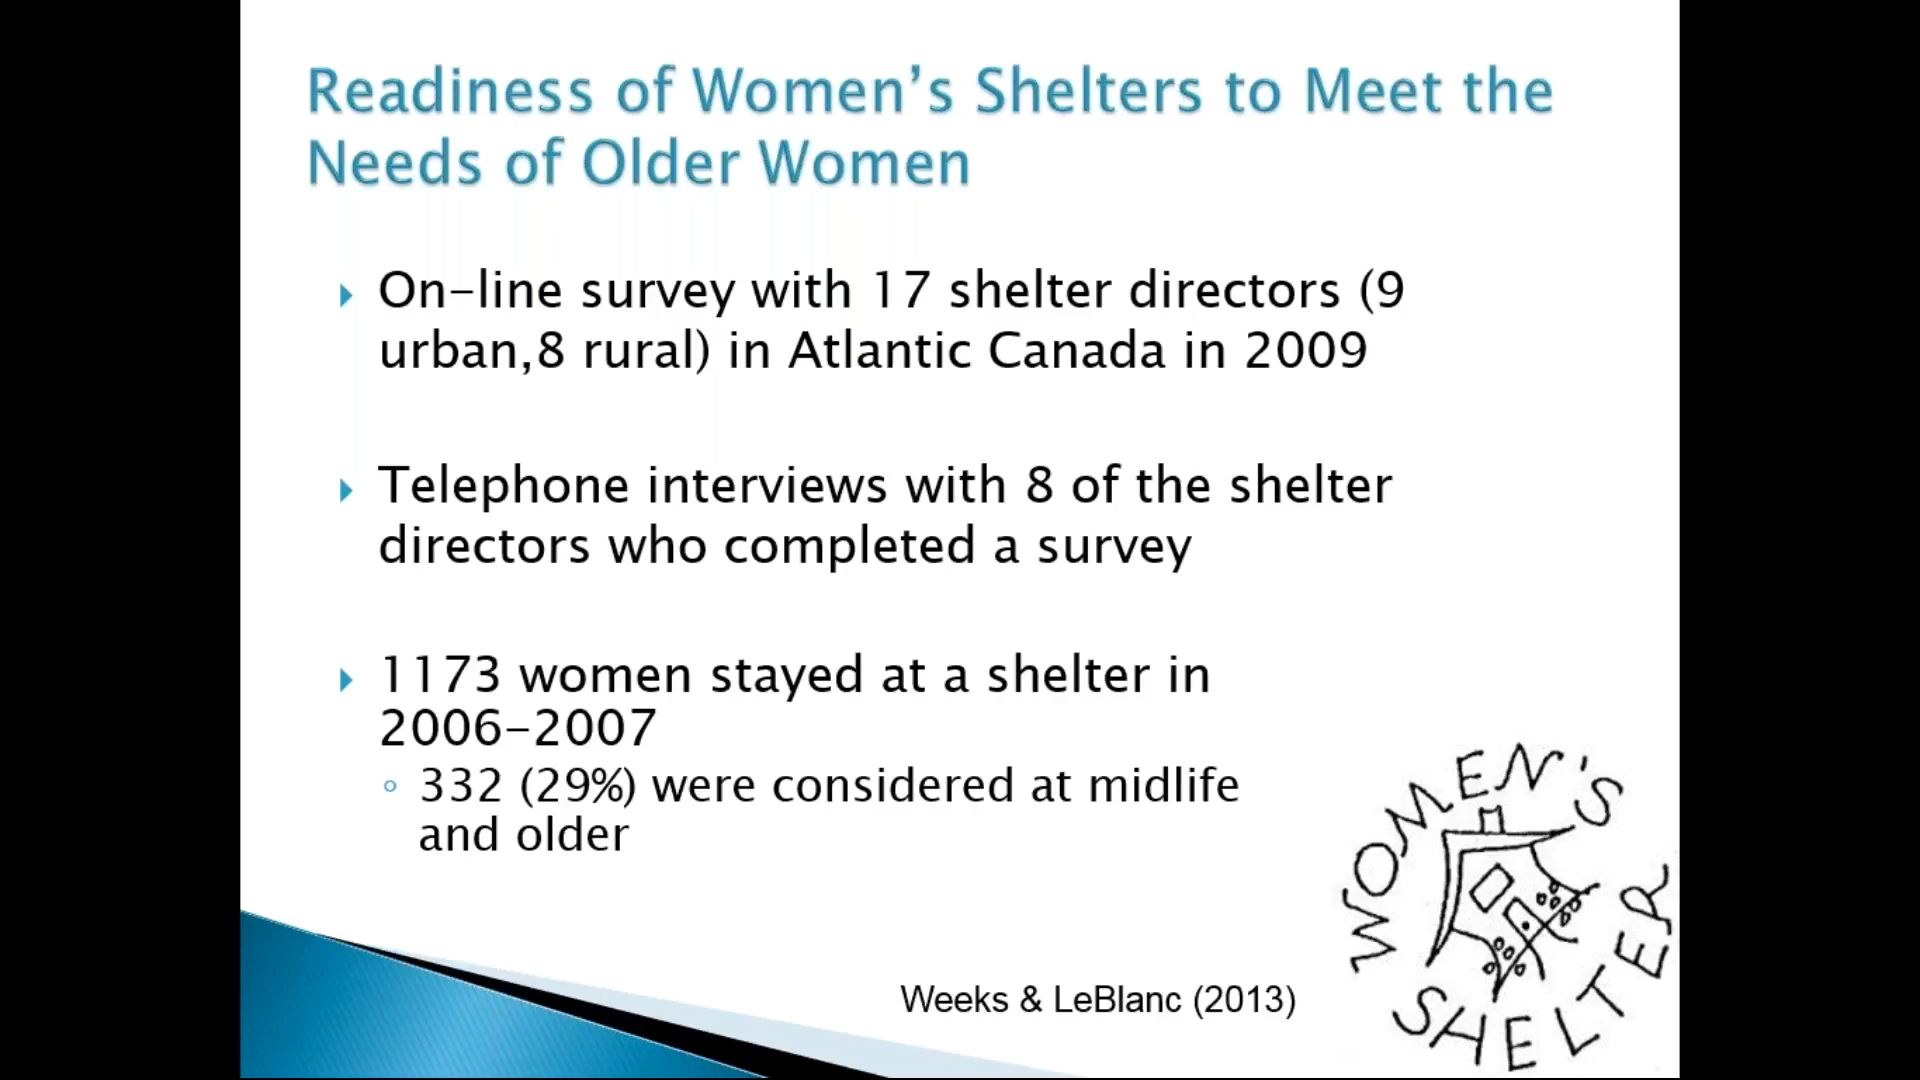 Readiness of Women’s Shelters to Meet the
Needs of Older Women
On-line survey with 17 shelter directors (9
urban,8 rural) in Atlantic Canada in 2009
Telephone interviews with 8 of the shelter
directors who completed a survey
1173 women stayed at a shelter in
2006-2007
332 (29%) were considered at midlife
and older
Weeks & LeBlanc (2013)
WOMEN'S
SHELTER